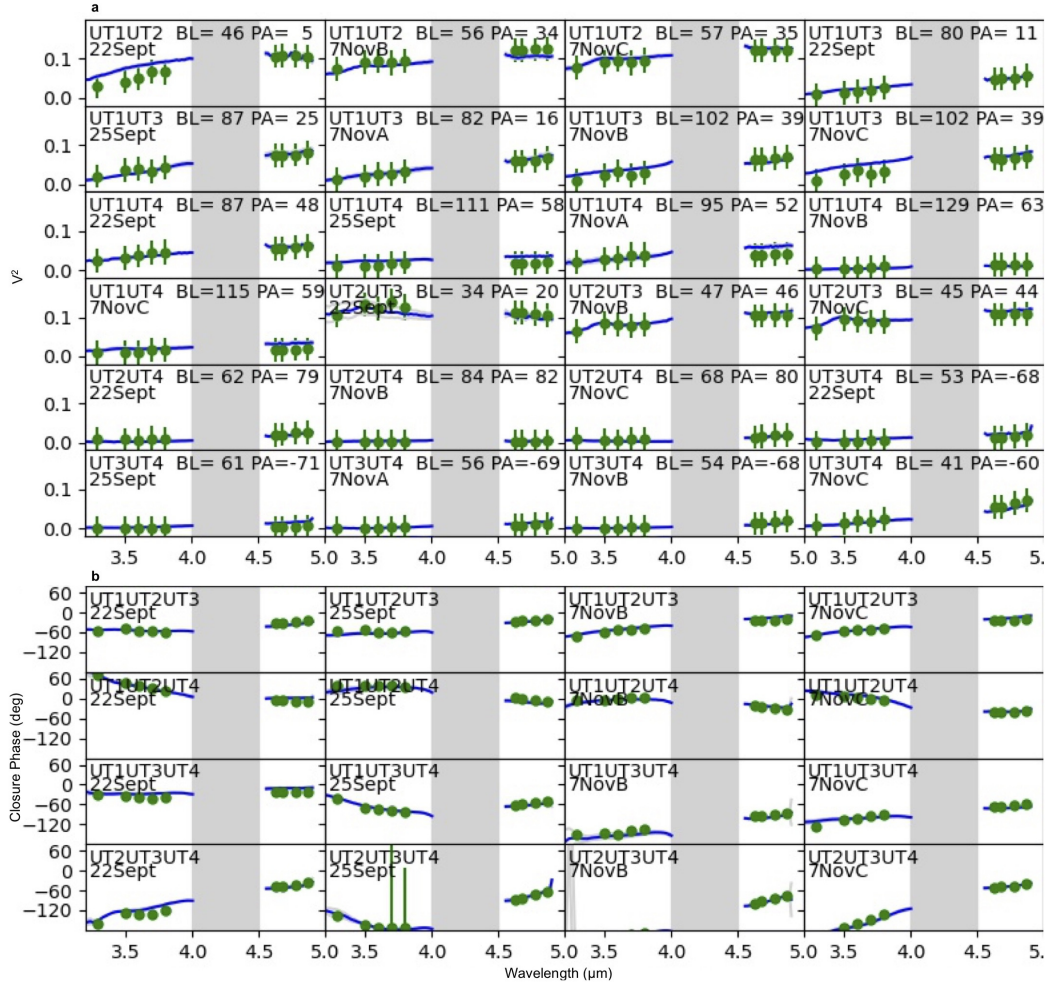 a
UT1UT2 BL= 46 PA= 5
22Sept
UT1UT2 BL= 56 PA= 34
7NovB
UT1UT2 BL= 57 PA= 35
7NovC
UT1UT3 BL= 80 PA= 11
22Sept
0.1
0.0
UT1UT3 BL= 87 PA= 25
25Sept
UT1UT3 BL= 82 PA= 16
7NovA
UT1UT3 BL=102 PA= 39
7NovB
UT1UT3 BL=102 PA= 39
7NovC
0.1
0.0
UT1UT4 BL= 87 PA= 48
22Sept
UT1UT4 BL=111 PA= 58
25Sept
UT1UT4 BL= 95 PA= 52
7NovA
UT1UT4 BL=129 PA= 63
7NovB
0.1
0.0
V²
UT1UT4 BL=115 PA= 59
7NovC
UT2UT3 BL= 34 PA= 20
22Sept
UT2UT3 BL= 47 PA= 46
7NovB
UT2UT3 BL= 45 PA= 44
7NovC
0.1
0.0
UT2UT4 BL= 62 PA= 79
22Sept
UT2UT4 BL= 84 PA= 82
7NovB
UT2UT4 BL= 68 PA= 80
7NovC
UT3UT4 BL= 53 PA=-68
22Sept
0.1
0.0
UT3UT4 BL= 61 PA=-71
25Sept
UT3UT4 BL= 56 PA=-69
7NovA
UT3UT4 BL= 54 PA=-68
7NovB
UT3UT4 BL= 41 PA=-60
7NovC
0.1
0.0
3.5 4.0 4.5 5.0 3.5 4.0 4.5 5.0 3.5 4.0 4.5 5.0 3.5 4.0 4.5 5.
b
UT1UT2UT3
22Sept
UT1UT2UT3
25Sept
UT1UT2UT3
7NovB
UT1UT2UT3
7NovC
60
0
−60
−120
UT1UT2UT4
22Sept
UT1UT2UT4
25Sept
UT1UT2UT4
7NovB
UT1UT2UT4
7NovC
60
0
−60
−120
Closure Phase (deg)
UT1UT3UT4
22Sept
UT1UT3UT4
25Sept
UT1UT3UT4
7NovB
UT1UT3UT4
7NovC
60
0
−60
−120
UT2UT3UT4
22Sept
UT2UT3UT4
25Sept
UT2UT3UT4
7NovB
UT2UT3UT4
7NovC
60
0
−60
−120
3.5 4.0 4.5 5.0 3.5 4.0 4.5 5.0 3.5 4.0 4.5 5.0 3.5 4.0 4.5 5.
Wavelength (μm)